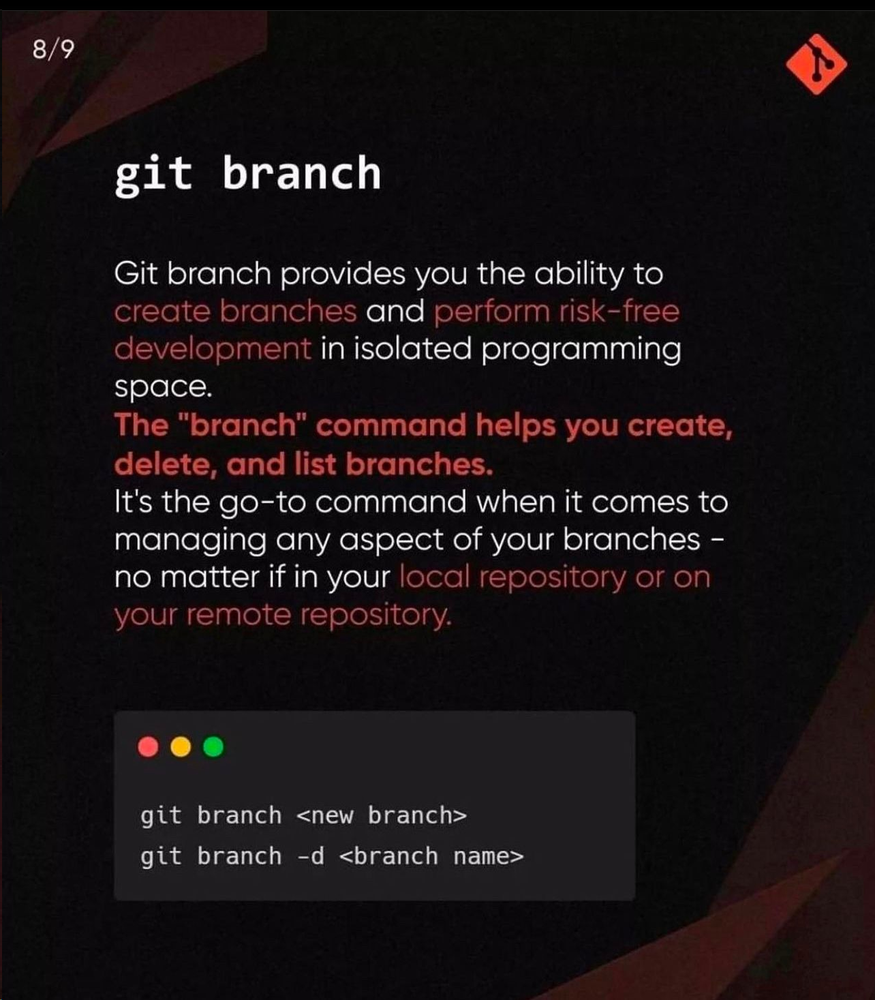 8/9
git branch
Git branch provides you the ability to
create branches and perform risk-free
development in isolated programming
space.
The "branch" command helps you create,
delete, and list branches.
It's the go-to command when it comes to
managing any aspect of your branches -
no matter if in your local repository or on
your remote repository.
git branch <new branch>
git branch -d <branch name>